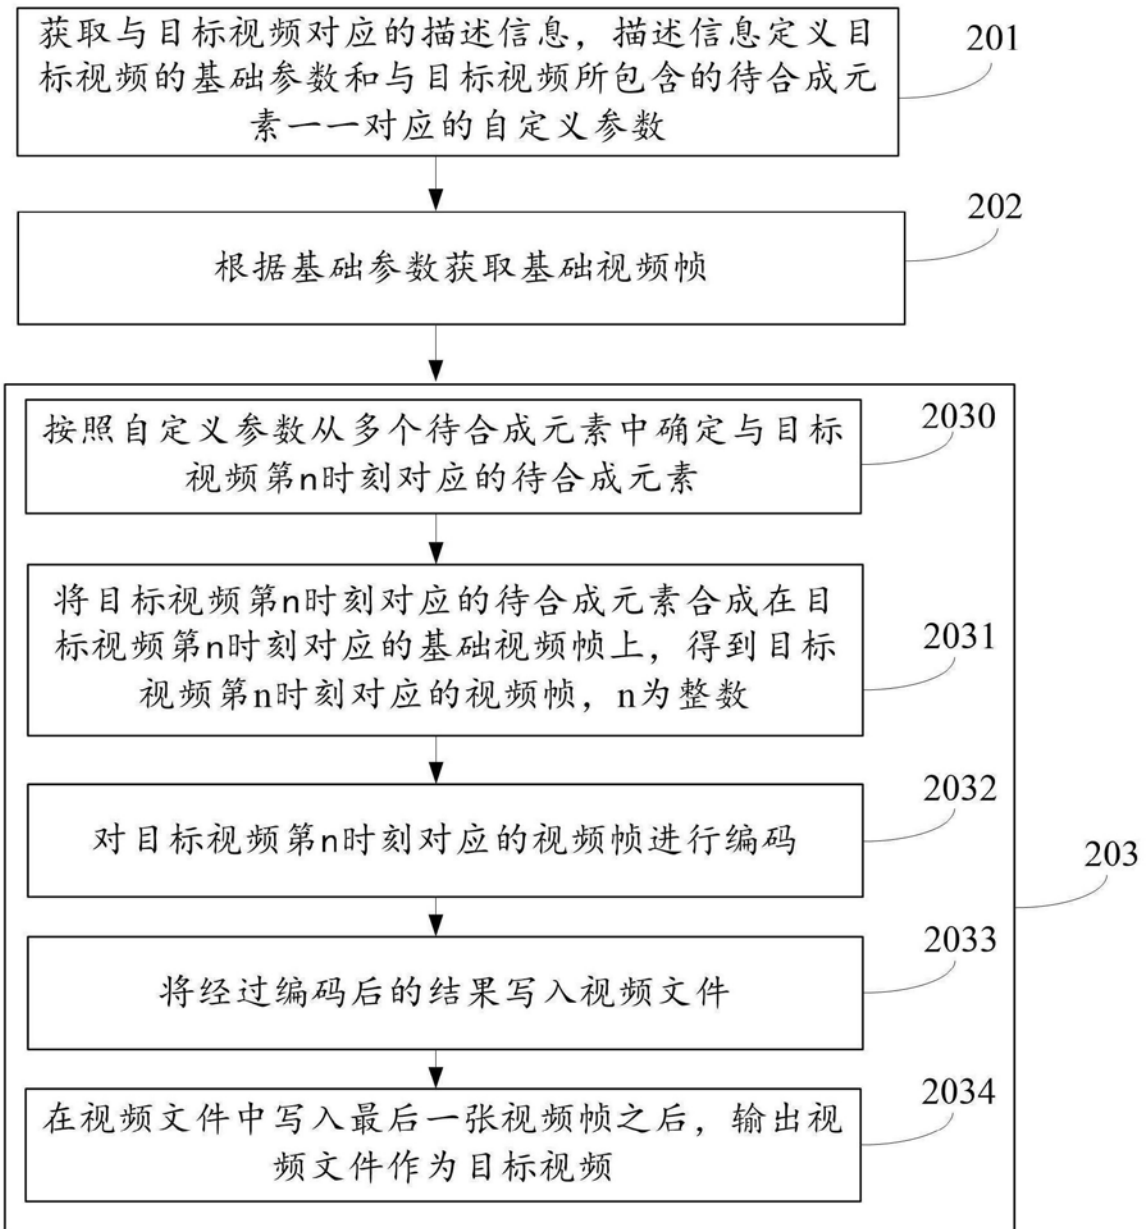 获取与目标视频对应的描述信息，描述信息定义目
标视频的基础参数和与目标视频所包含的待合成元
素一一对应的自定义参数
201
根据基础参数获取基础视频帧
202
按照自定义参数从多个待合成元素中确定与目标
视频第n时刻对应的待合成元素
2030
将目标视频第n时刻对应的待合成元素合成在目
标视频第n时刻对应的基础视频帧上，得到目标
视频第n时刻对应的视频帧，n为整数
2031
对目标视频第n时刻对应的视频帧进行编码
2032
203
将经过编码后的结果写入视频文件
2033
在视频文件中写入最后一张视频帧之后，输出视
频文件作为目标视频
2034